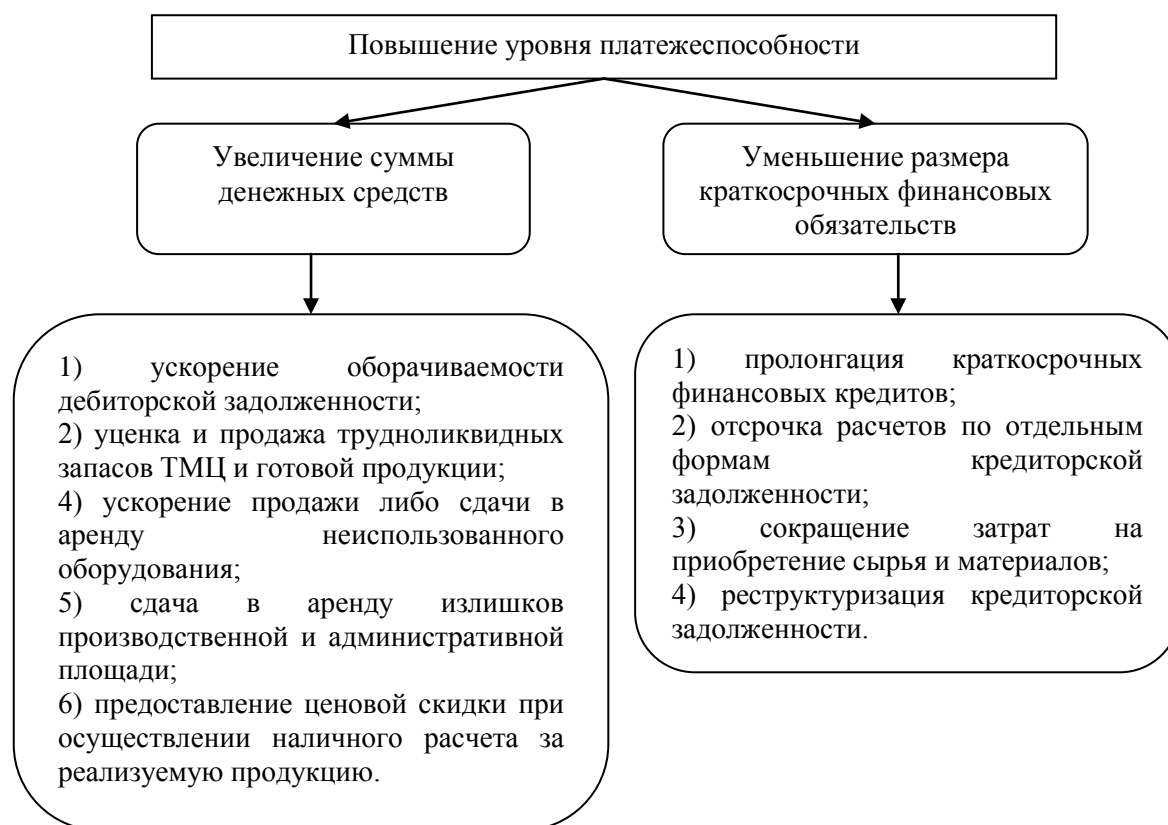 Повышение уровня платежеспособности
Увеличение суммы
денежных средств
Уменьшение размера
краткосрочных финансовых
обязательств
1) ускорение оборачиваемости
дебиторской задолженности;
2) уценка и продажа трудноликвидных
запасов ТМЦ и готовой продукции;
4) ускорение продажи либо сдачи в
аренду неиспользованного
оборудования;
5) сдача в аренду излишков
производственной и административной
площади;
6) предоставление ценовой скидки при
осуществлении наличного расчета за
реализуемую продукцию.
1) пролонгация краткосрочных
финансовых кредитов;
2) отсрочка расчетов по отдельным
формам кредиторской
задолженности;
3) сокращение затрат на
приобретение сырья и материалов;
4) реструктуризация кредиторской
задолженности.